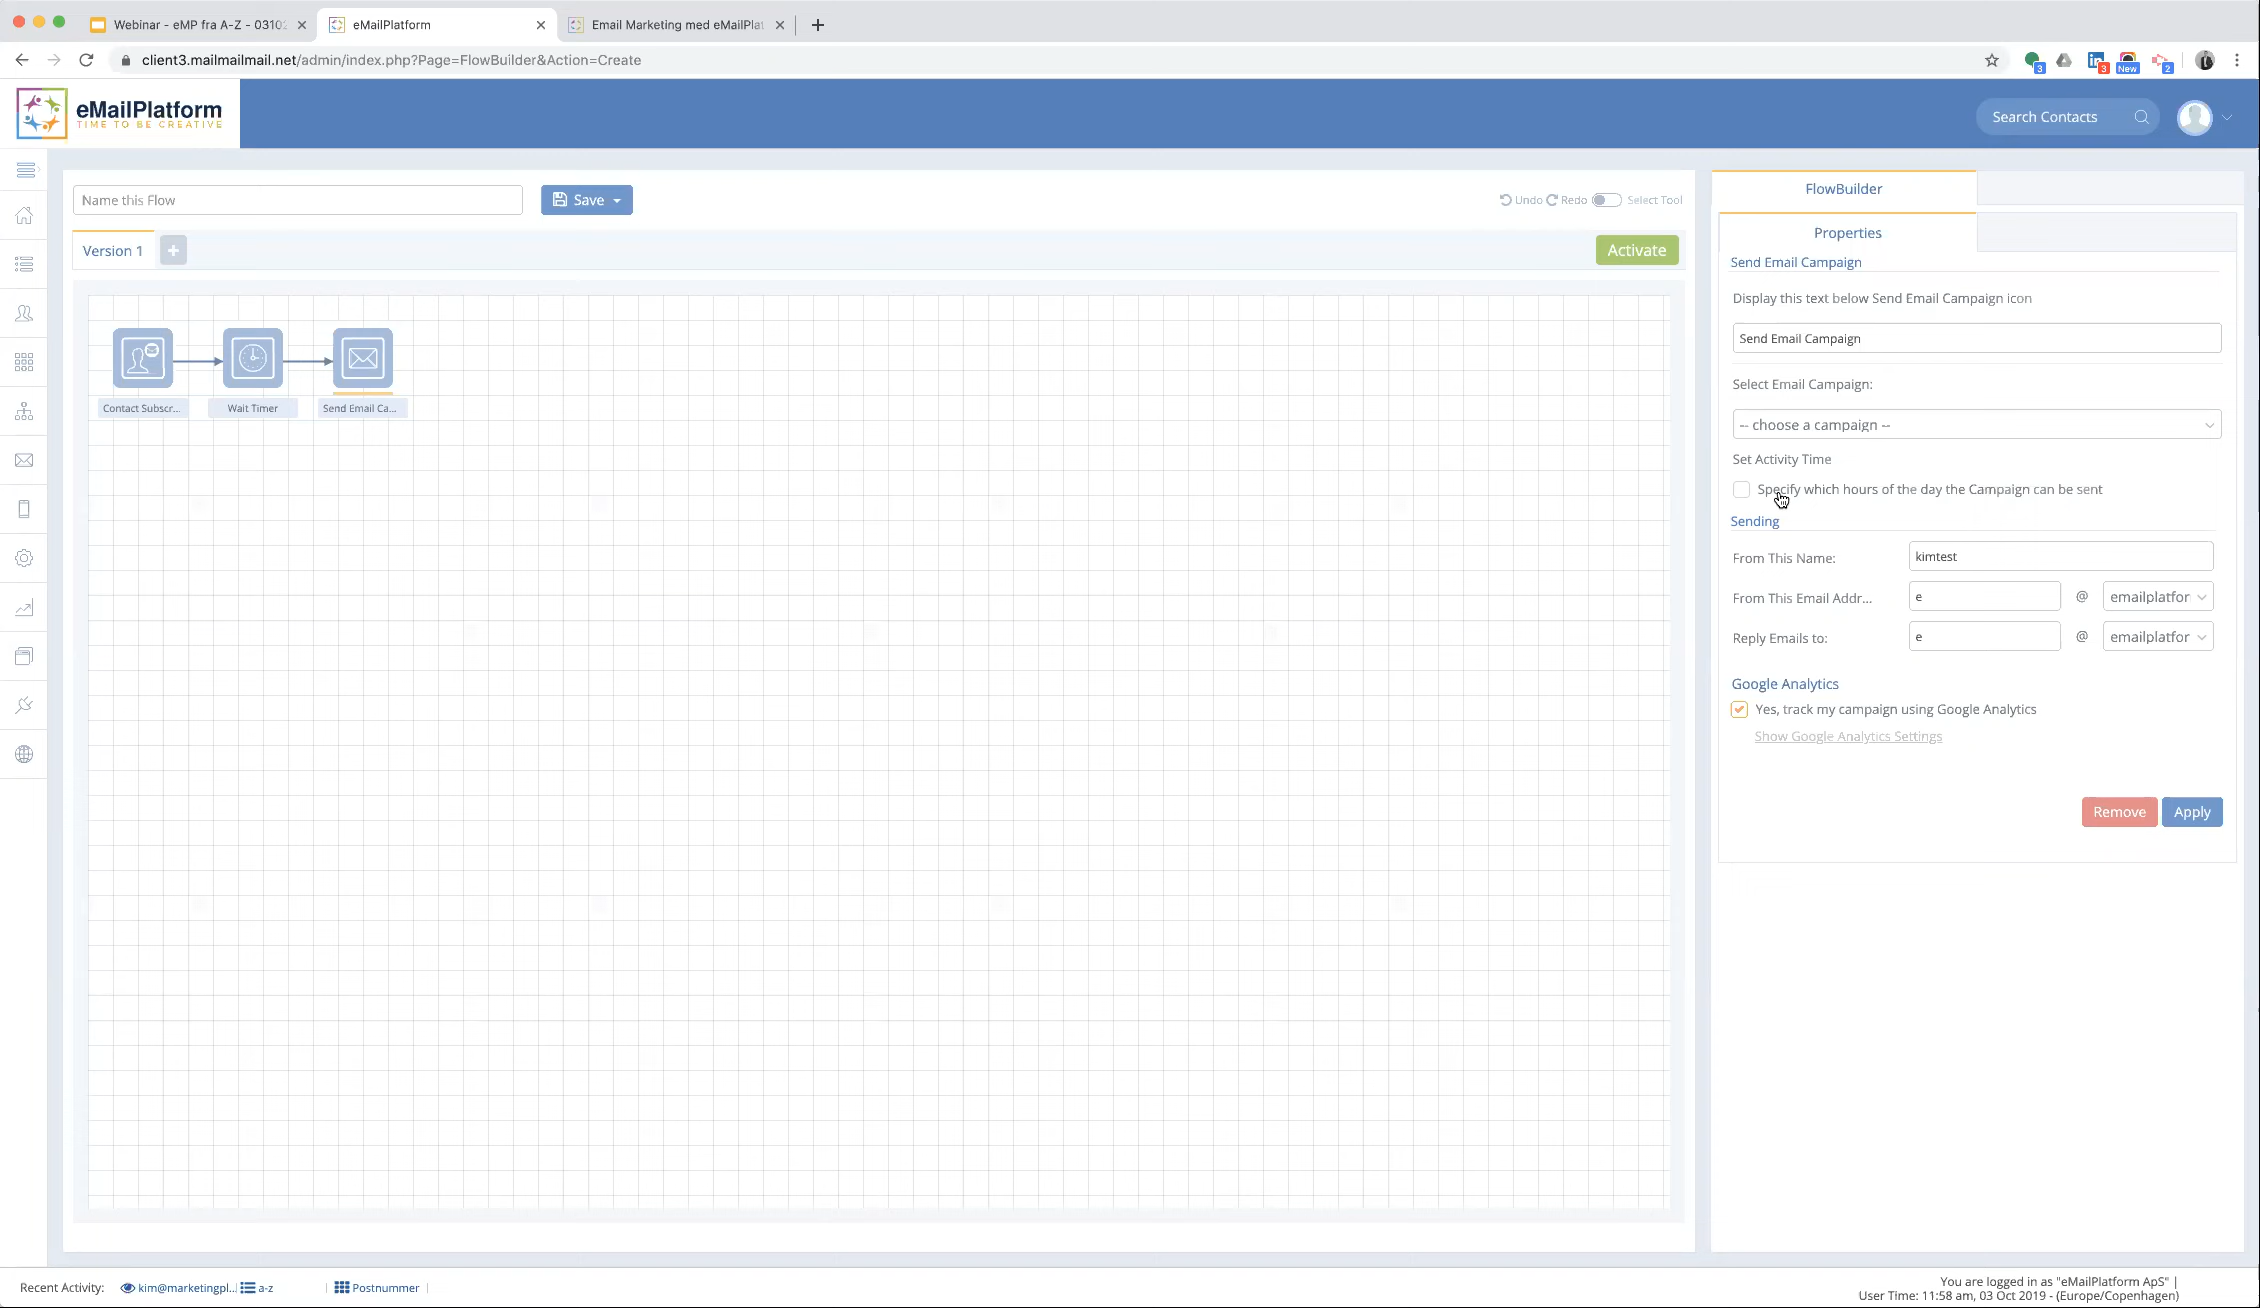 Webinar - eMP fra A-Z - 0310
eMailPlatform
Email Marketing med eMailPlat
client3.mailmailmail.net/admin/index.php?Page=FlowBuilder&Action=Create
3
3
New
2
eMailPlatform
TIME TO BE CREATIVE
Search Contacts
Name this Flow
Save
Undo
Redo
Select Tool
Version 1
+
Activate
Contact Subscr...
Wait Timer
Send Email Ca...
FlowBuilder
Properties
Send Email Campaign
Display this text below Send Email Campaign icon
Send Email Campaign
Select Email Campaign:
-- choose a campaign --
Set Activity Time
Specify which hours of the day the Campaign can be sent
Sending
From This Name:
kimtest
From This Email Addr...
e
@
emailplatfor
Reply Emails to:
e
@
emailplatfor
Google Analytics
Yes, track my campaign using Google Analytics
Show Google Analytics Settings
Remove
Apply
Recent Activity:
kim@marketingpl...
a-z
Postnummer
You are logged in as "eMailPlatform ApS" |
User Time: 11:58 am, 03 Oct 2019 - (Europe/Copenhagen)